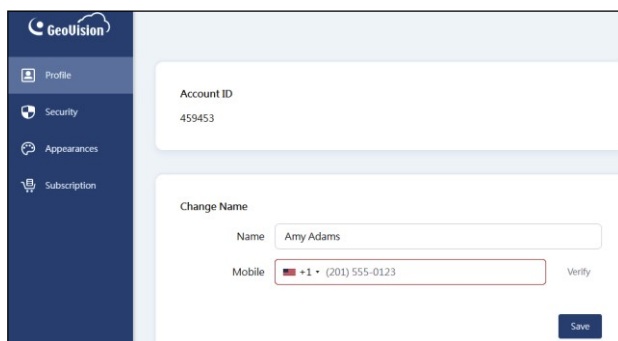 GeoVision
Profile
Security
Appearances
Subscription
Account ID
459453
Change Name
Name Amy Adams
Mobile +1 (201) 555-0123 Verify
Save